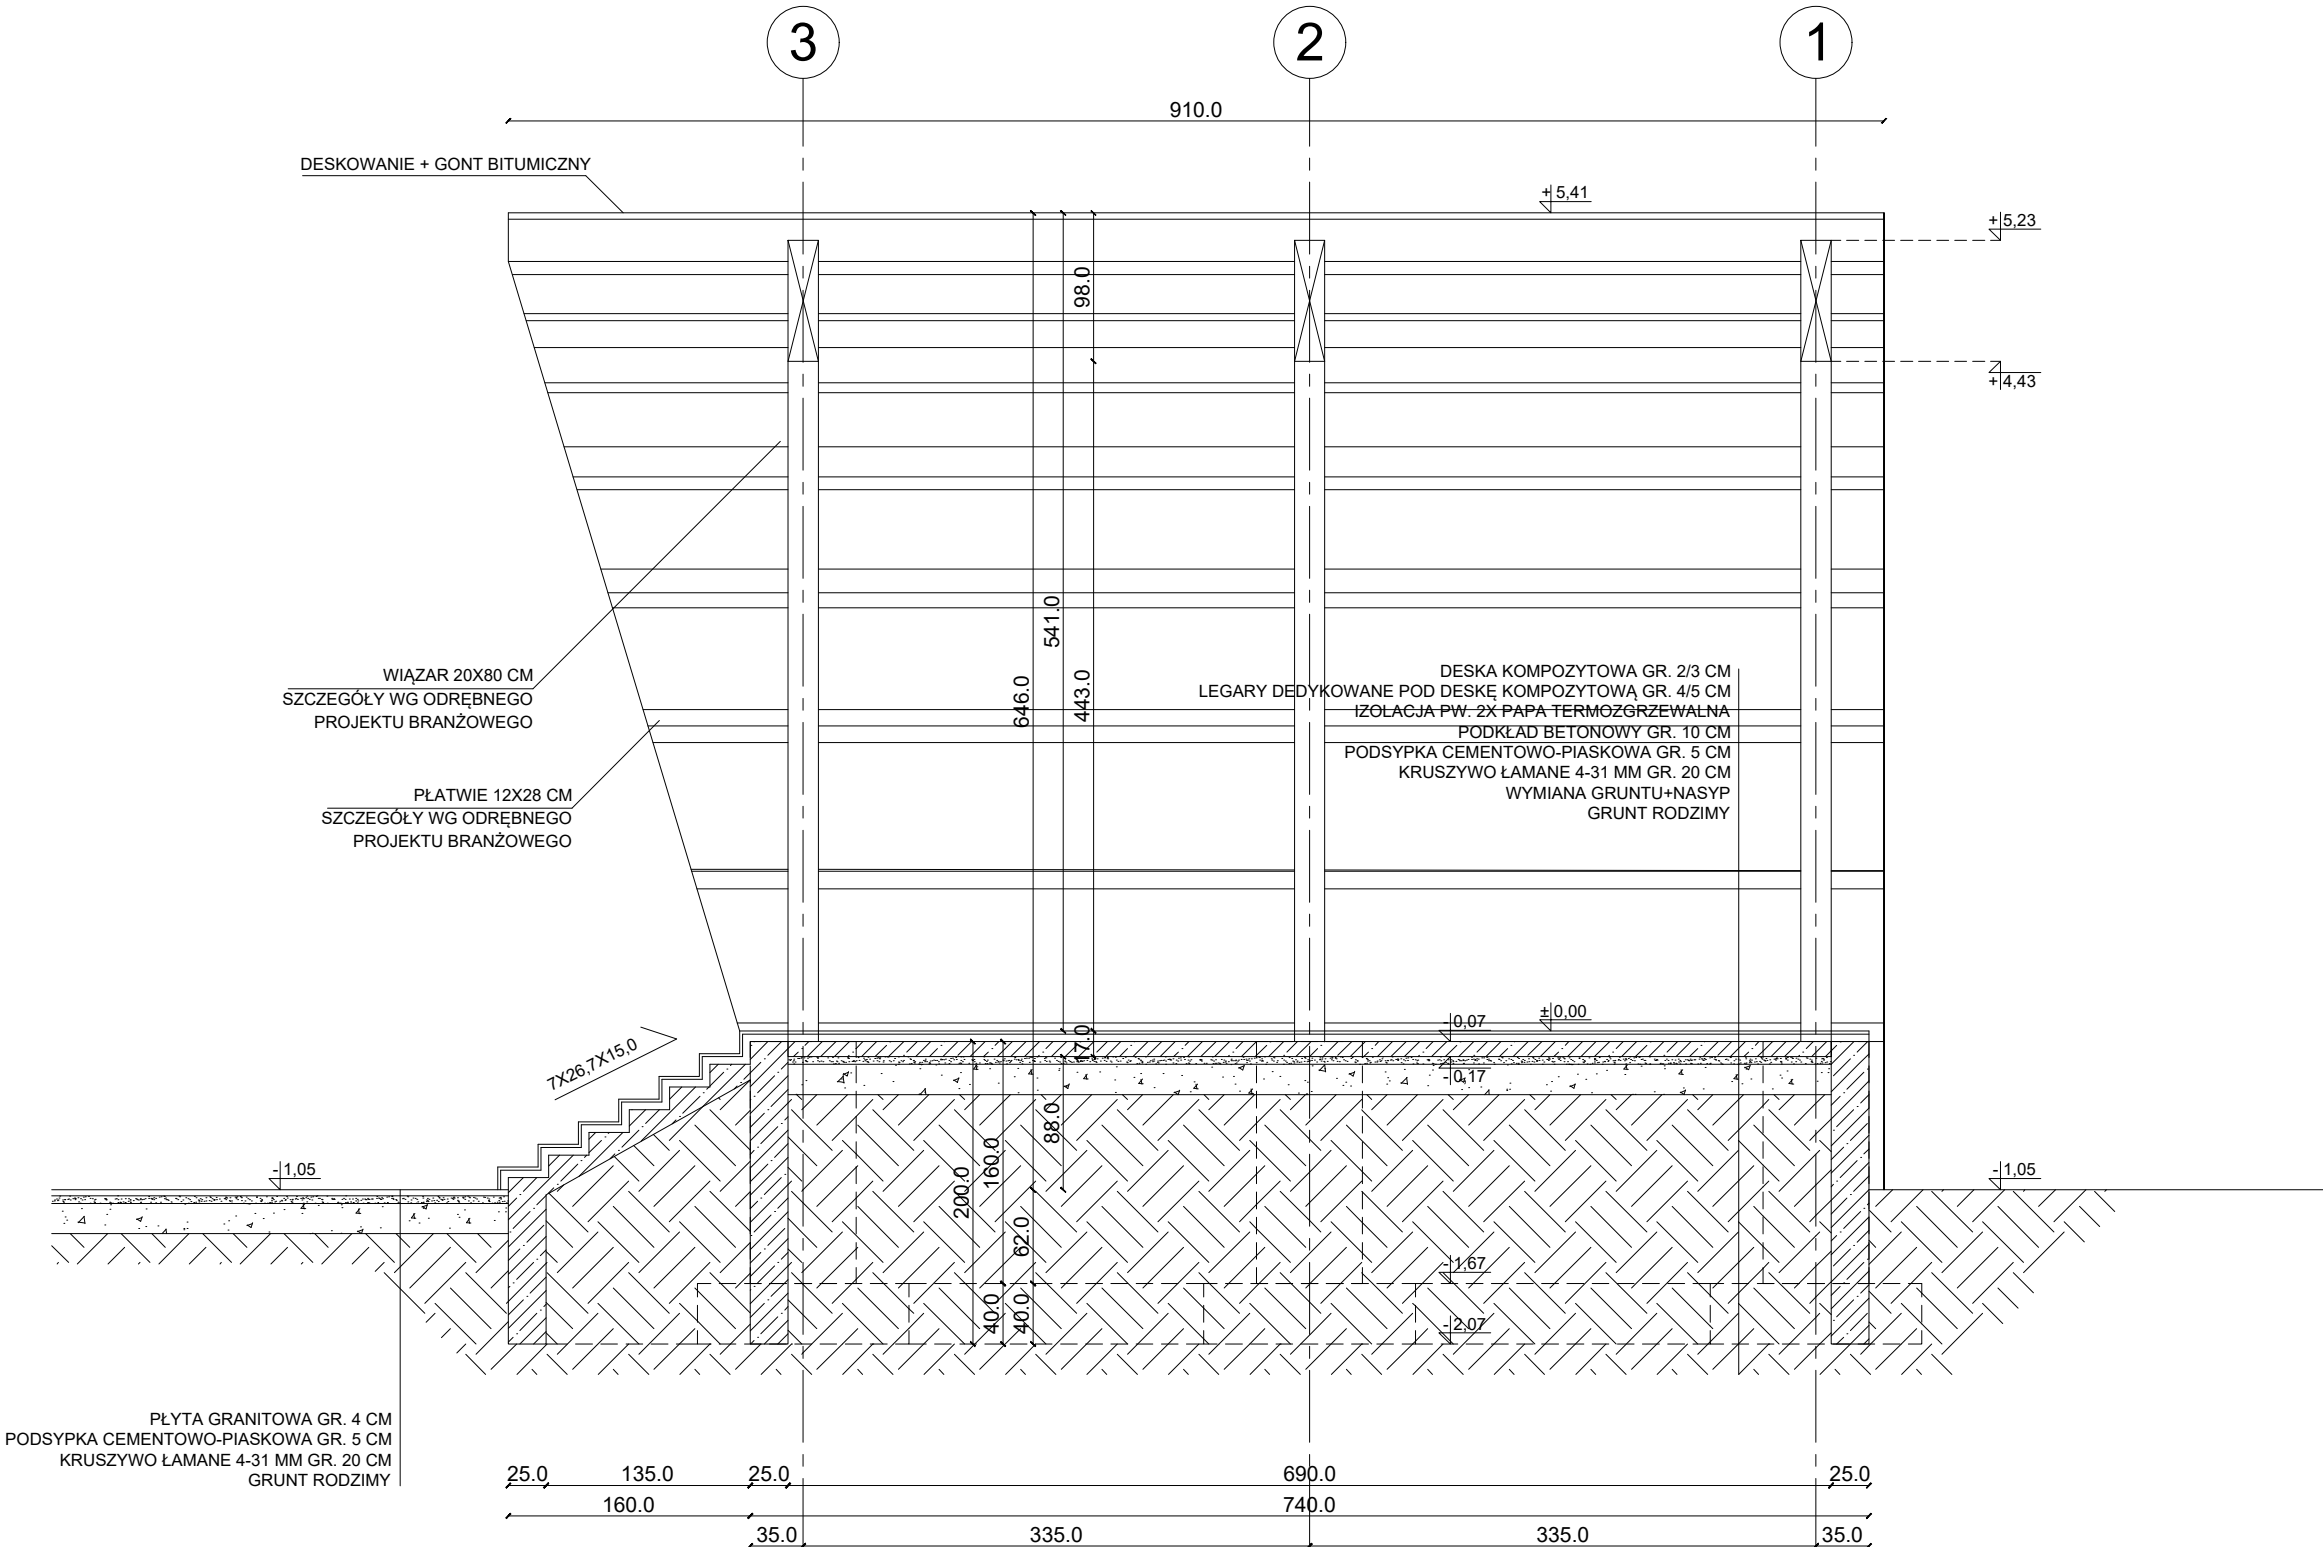 3
2
1
910.0
DESKOWANIE + GONT BITUMICZNY
+5,41
+5,23
98.0
+4,43
541.0
646.0
443.0
WIĄZAR 20X80 CM
SZCZEGÓŁY WG ODRĘBNEGO
PROJEKTU BRANŻOWEGO
DESKA KOMPOZYTOWA GR. 2/3 CM
LEGARY DEDYKOWANE POD DESKĘ KOMPOZYTOWĄ GR. 4/5 CM
IZOLACJA PW. 2X PAPA TERMOZGRZEWALNA
PODKŁAD BETONOWY GR. 10 CM
PODSYPKA CEMENTOWO-PIASKOWA GR. 5 CM
KRUSZYWO ŁAMANE 4-31 MM GR. 20 CM
WYMIANA GRUNTU+NASYP
GRUNT RODZIMY
PŁATWIE 12X28 CM
SZCZEGÓŁY WG ODRĘBNEGO
PROJEKTU BRANŻOWEGO
±0,00
-0,07
17.0
7X26,7X15,0
-0,17
88.0
160.0
200.0
-1,05
-1,05
62.0
-1,67
40.0
40.0
-2,07
PŁYTA GRANITOWA GR. 4 CM
PODSYPKA CEMENTOWO-PIASKOWA GR. 5 CM
KRUSZYWO ŁAMANE 4-31 MM GR. 20 CM
GRUNT RODZIMY
25.0 135.0 25.0 690.0 25.0
160.0 740.0
35.0 335.0 335.0 35.0